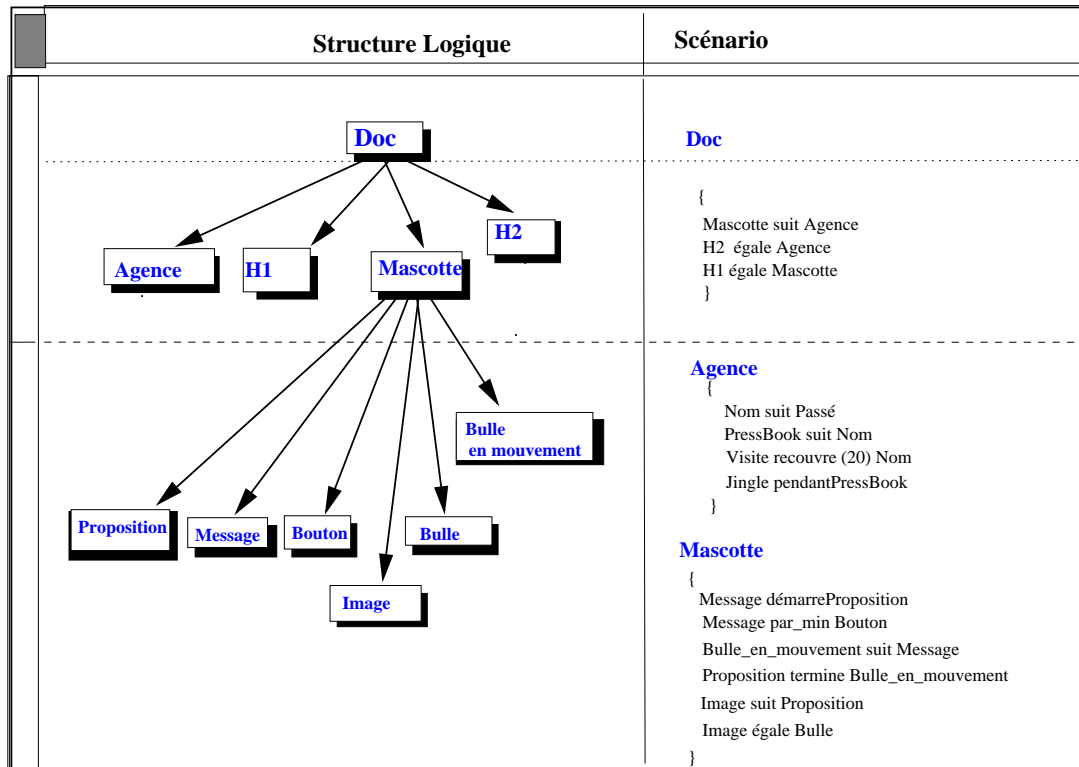 Structure Logique
Scénario
Doc
Agence
H1
Mascotte
H2
Bulle
en mouvement
Proposition
Message
Bouton
Bulle
Image
Doc
{
Mascotte suit Agence
H2 égale Agence
H1 égale Mascotte
}
Agence
{
Nom suit Passé
PressBook suit Nom
Visite recouvre (20) Nom
Jingle pendantPressBook
}
Mascotte
{
Message démarreProposition
Message par_min Bouton
Bulle_en_mouvement suit Message
Proposition termine Bulle_en_mouvement
Image suit Proposition
Image égale Bulle
}